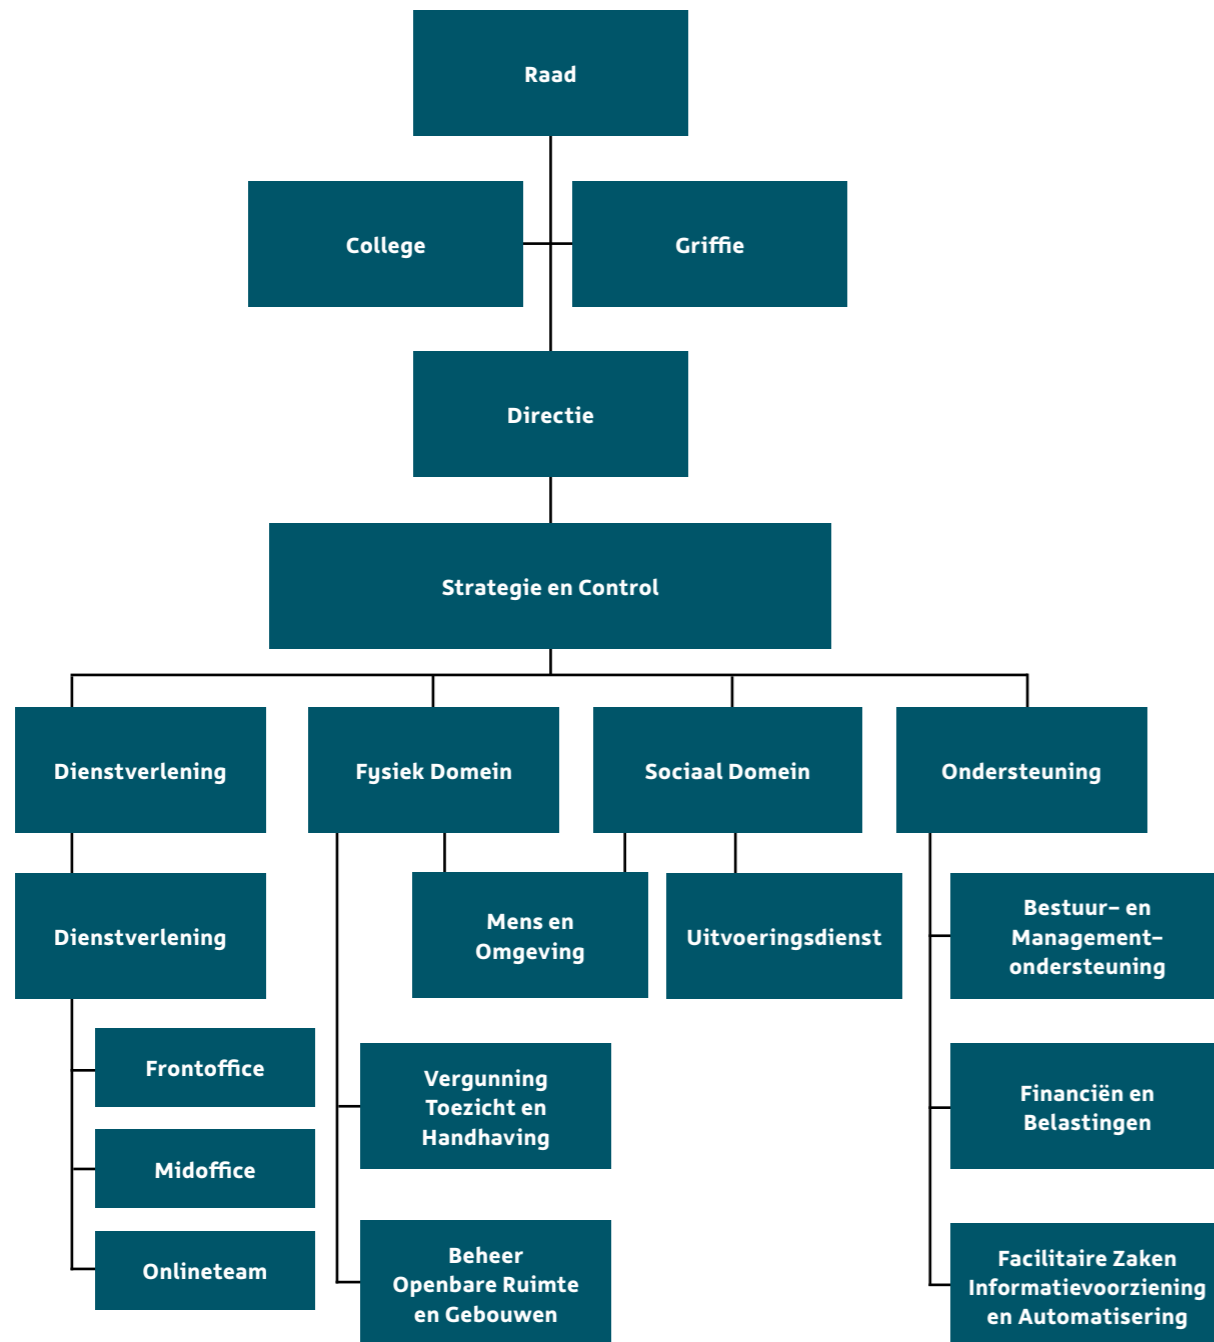 Raad
College
Griffie
Directie
Strategie en Control
Dienstverlening
Fysiek Domein
Sociaal Domein
Ondersteuning
Dienstverlening
Mens en
Omgeving
Uitvoeringsdienst
Bestuur- en
Management-
ondersteuning
Frontoffice
Midoffice
Onlineteam
Vergunning
Toezicht en
Handhaving
Beheer
Openbare Ruimte
en Gebouwen
Financiën en
Belastingen
Facilitaire Zaken
Informatievoorziening
en Automatisering